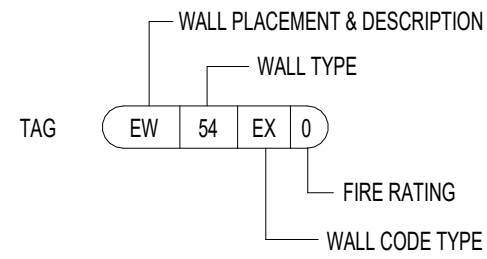 WALL PLACEMENT & DESCRIPTION
WALL TYPE
TAG EW 54 EX 0
FIRE RATING
WALL CODE TYPE